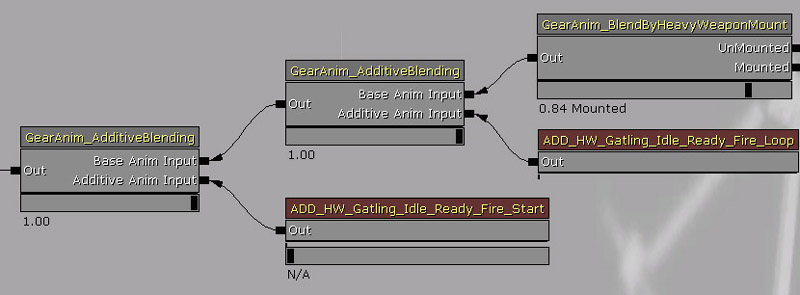 GearAnim_BlendByHeavyWeaponMount
Out
UnMounted
Mounted
0.84 Mounted
GearAnim_AdditiveBlending
Out
Base Anim Input
Additive Anim Input
1.00
ADD_HW_Gatling_Idle_Ready_Fire_Loop
Out
GearAnim_AdditiveBlending
Out
Base Anim Input
Additive Anim Input
1.00
ADD_HW_Gatling_Idle_Ready_Fire_Start
Out
N/A